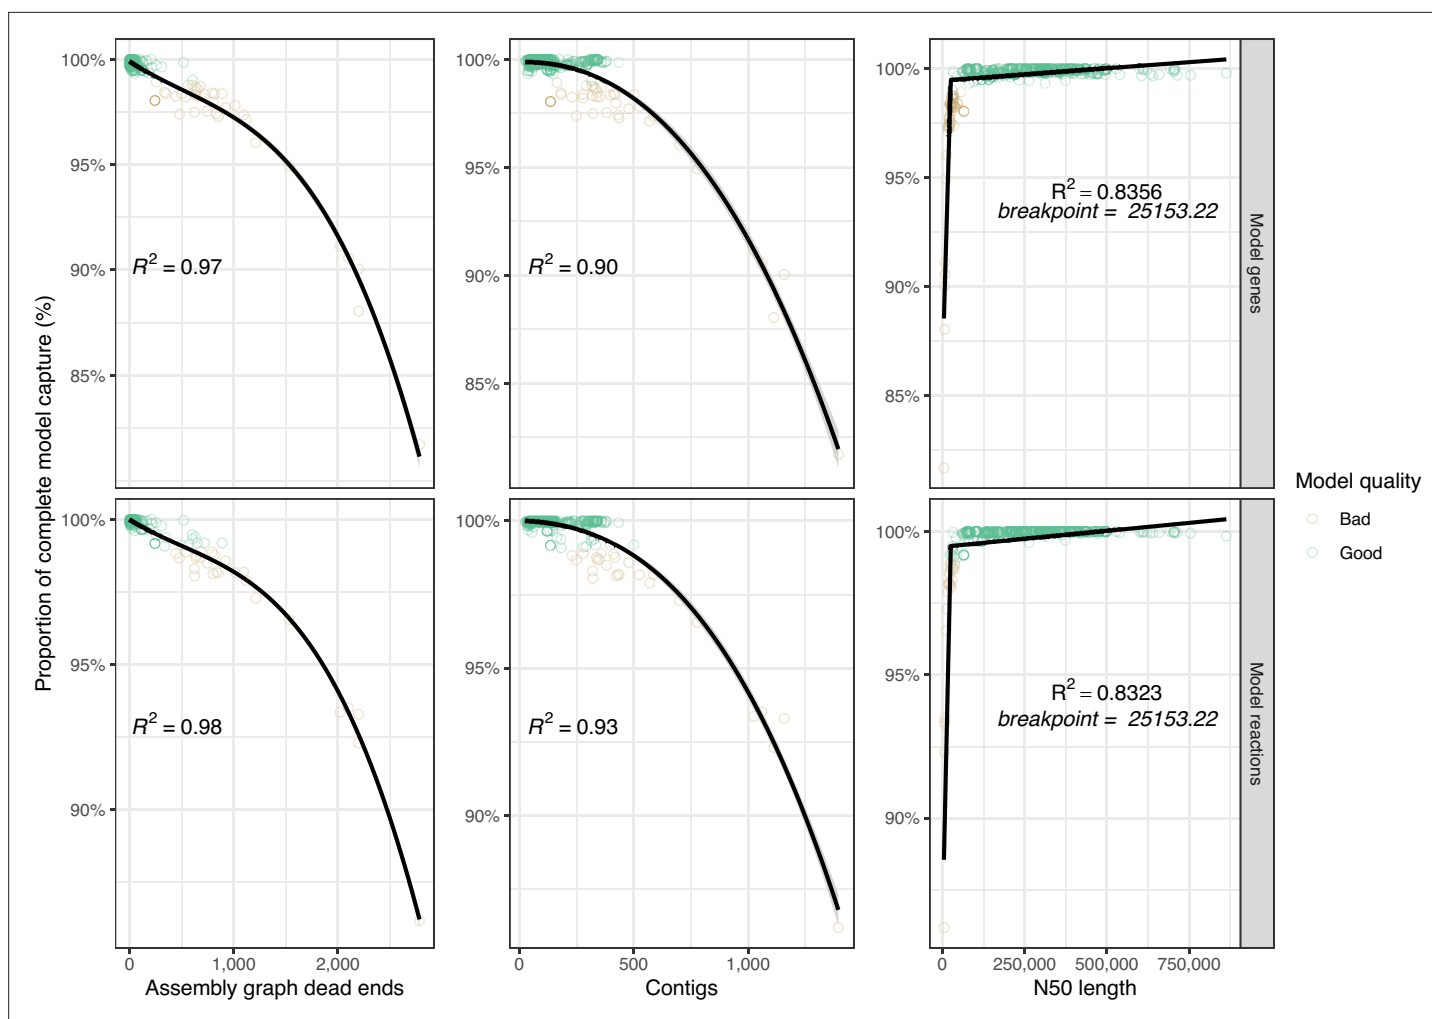 Proportion of complete model capture (%)
100%
95%
90%
85%
R² = 0.97
100%
95%
90%
85%
R² = 0.90
100%
95%
90%
85%
R² = 0.8356
breakpoint = 25153.22
Model genes
100%
95%
90%
R² = 0.98
0
1,000
2,000
Assembly graph dead ends
100%
95%
90%
R² = 0.93
0
500
1,000
Contigs
100%
95%
90%
R² = 0.8323
breakpoint = 25153.22
0
250,000
500,000
750,000
N50 length
Model reactions
Model quality
Bad
Good